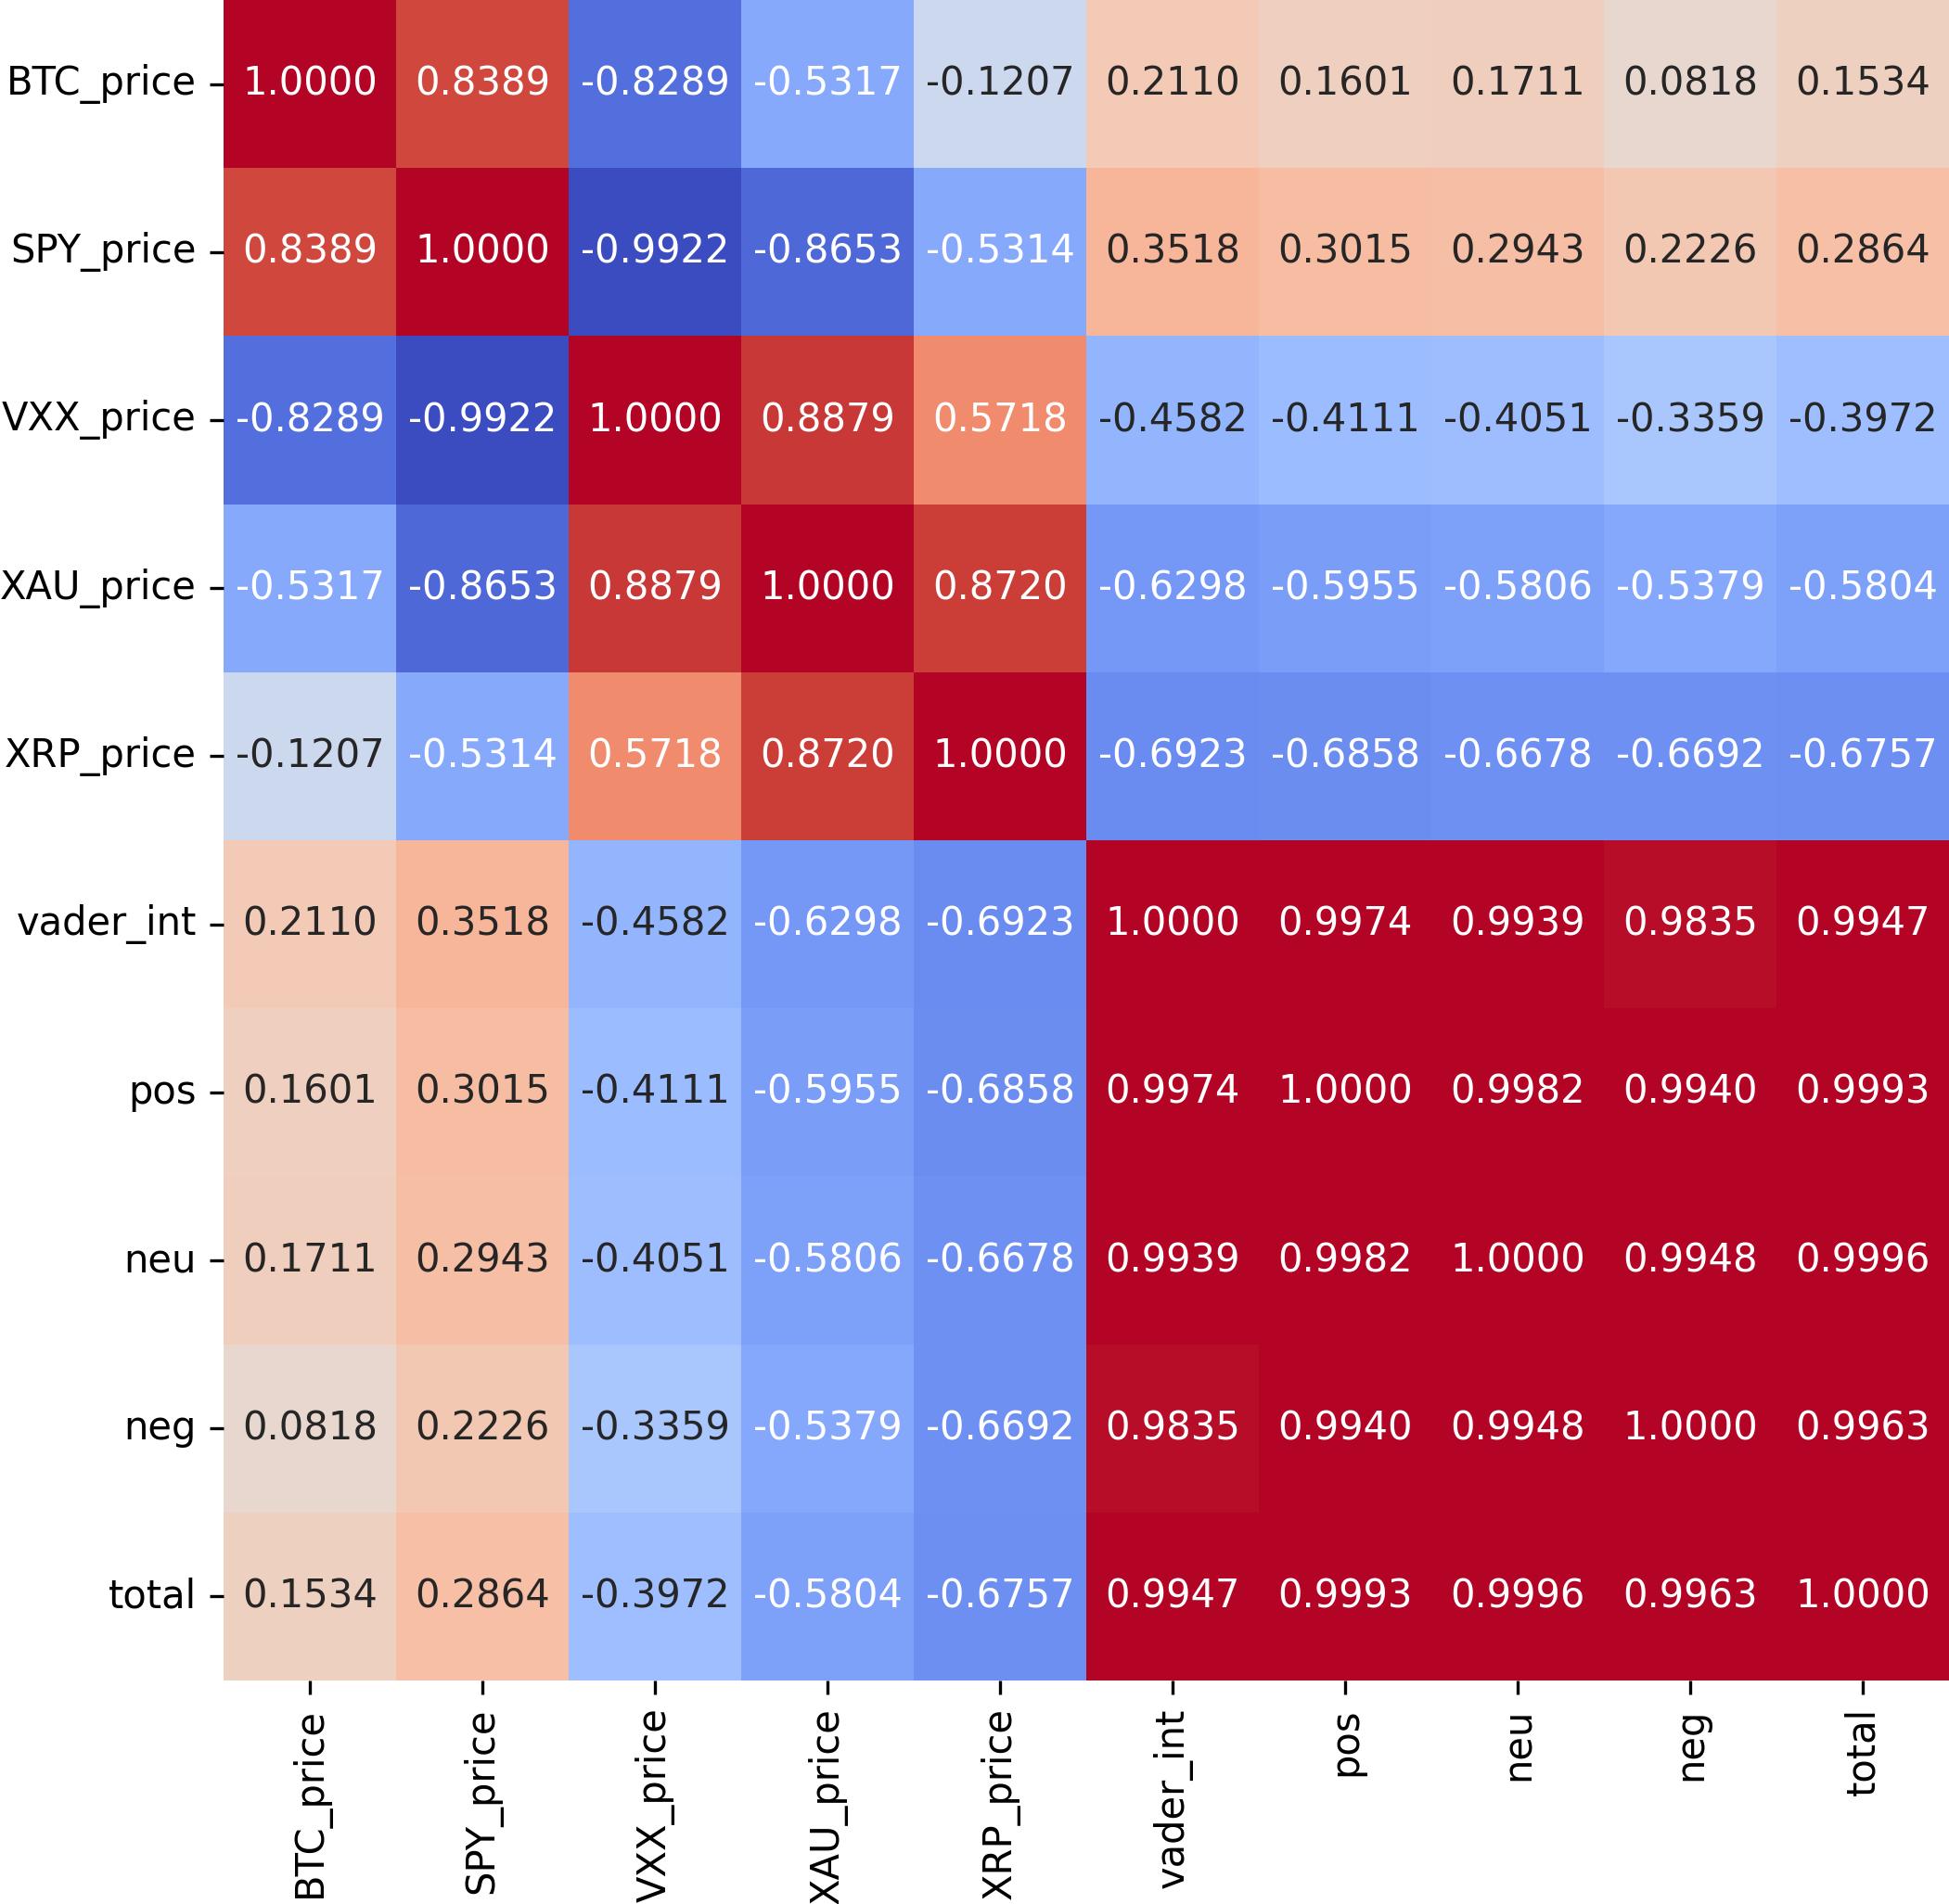 BTC_price 1.0000 0.8389 -0.8289 -0.5317 -0.1207 0.2110 0.1601 0.1711 0.0818 0.1534
SPY_price 0.8389 1.0000 -0.9922 -0.8653 -0.5314 0.3518 0.3015 0.2943 0.2226 0.2864
VXX_price -0.8289 -0.9922 1.0000 0.8879 0.5718 -0.4582 -0.4111 -0.4051 -0.3359 -0.3972
XAU_price -0.5317 -0.8653 0.8879 1.0000 0.8720 -0.6298 -0.5955 -0.5806 -0.5379 -0.5804
XRP_price -0.1207 -0.5314 0.5718 0.8720 1.0000 -0.6923 -0.6858 -0.6678 -0.6692 -0.6757
vader_int 0.2110 0.3518 -0.4582 -0.6298 -0.6923 1.0000 0.9974 0.9939 0.9835 0.9947
pos 0.1601 0.3015 -0.4111 -0.5955 -0.6858 0.9974 1.0000 0.9982 0.9940 0.9993
neu 0.1711 0.2943 -0.4051 -0.5806 -0.6678 0.9939 0.9982 1.0000 0.9948 0.9996
neg 0.0818 0.2226 -0.3359 -0.5379 -0.6692 0.9835 0.9940 0.9948 1.0000 0.9963
total 0.1534 0.2864 -0.3972 -0.5804 -0.6757 0.9947 0.9993 0.9996 0.9963 1.0000
BTC_price SPY_price VXX_price XAU_price XRP_price vader_int pos neu neg total